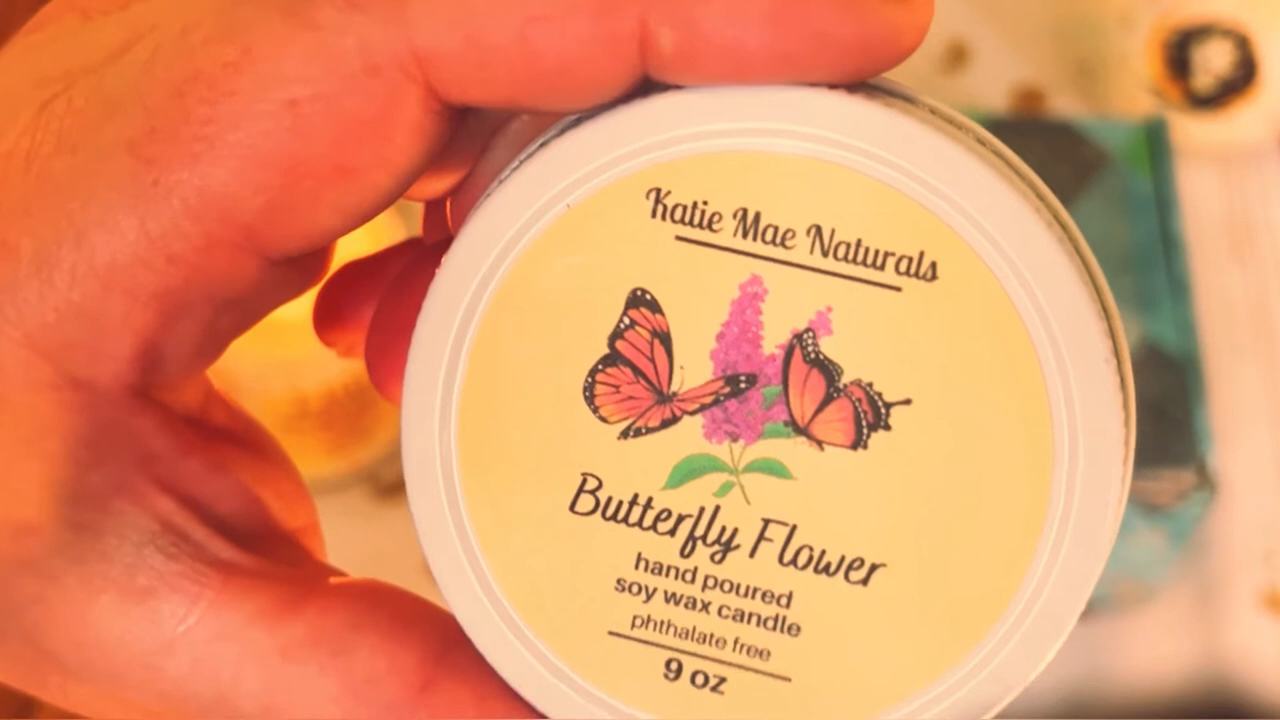 Katie Mae Naturals
Butterfly Flower
hand poured
soy wax candle
phthalate free
9 oz